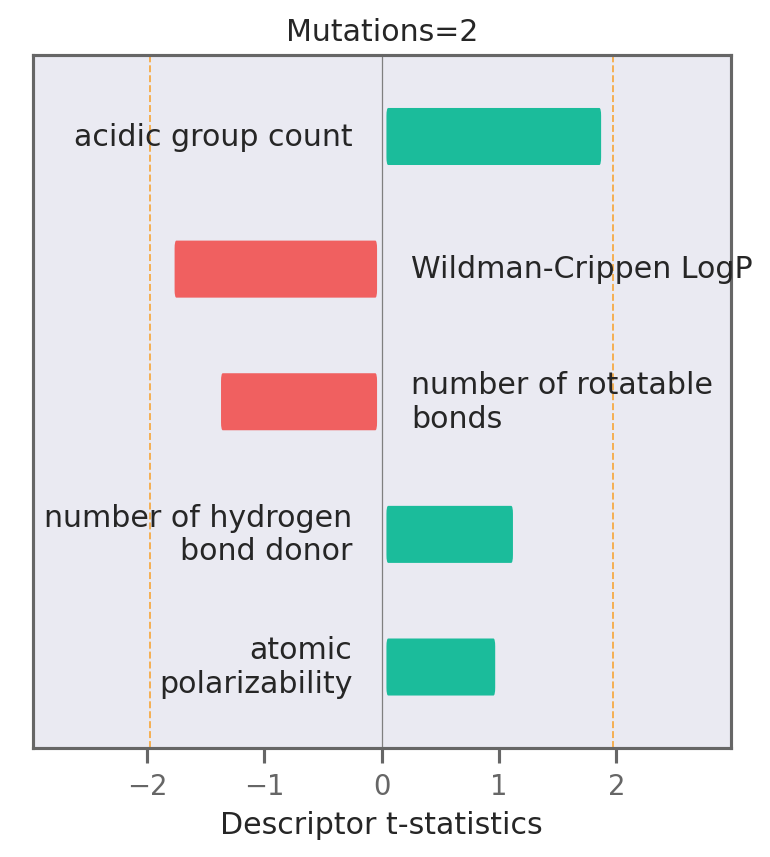 Mutations=2
acidic group count
Wildman-Crippen LogP
number of rotatable
bonds
number of hydrogen
bond donor
atomic
polarizability
−2 −1 0 1 2
Descriptor t-statistics